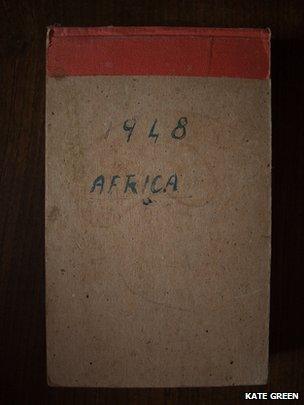 1948
AFRICA
KATE GREEN